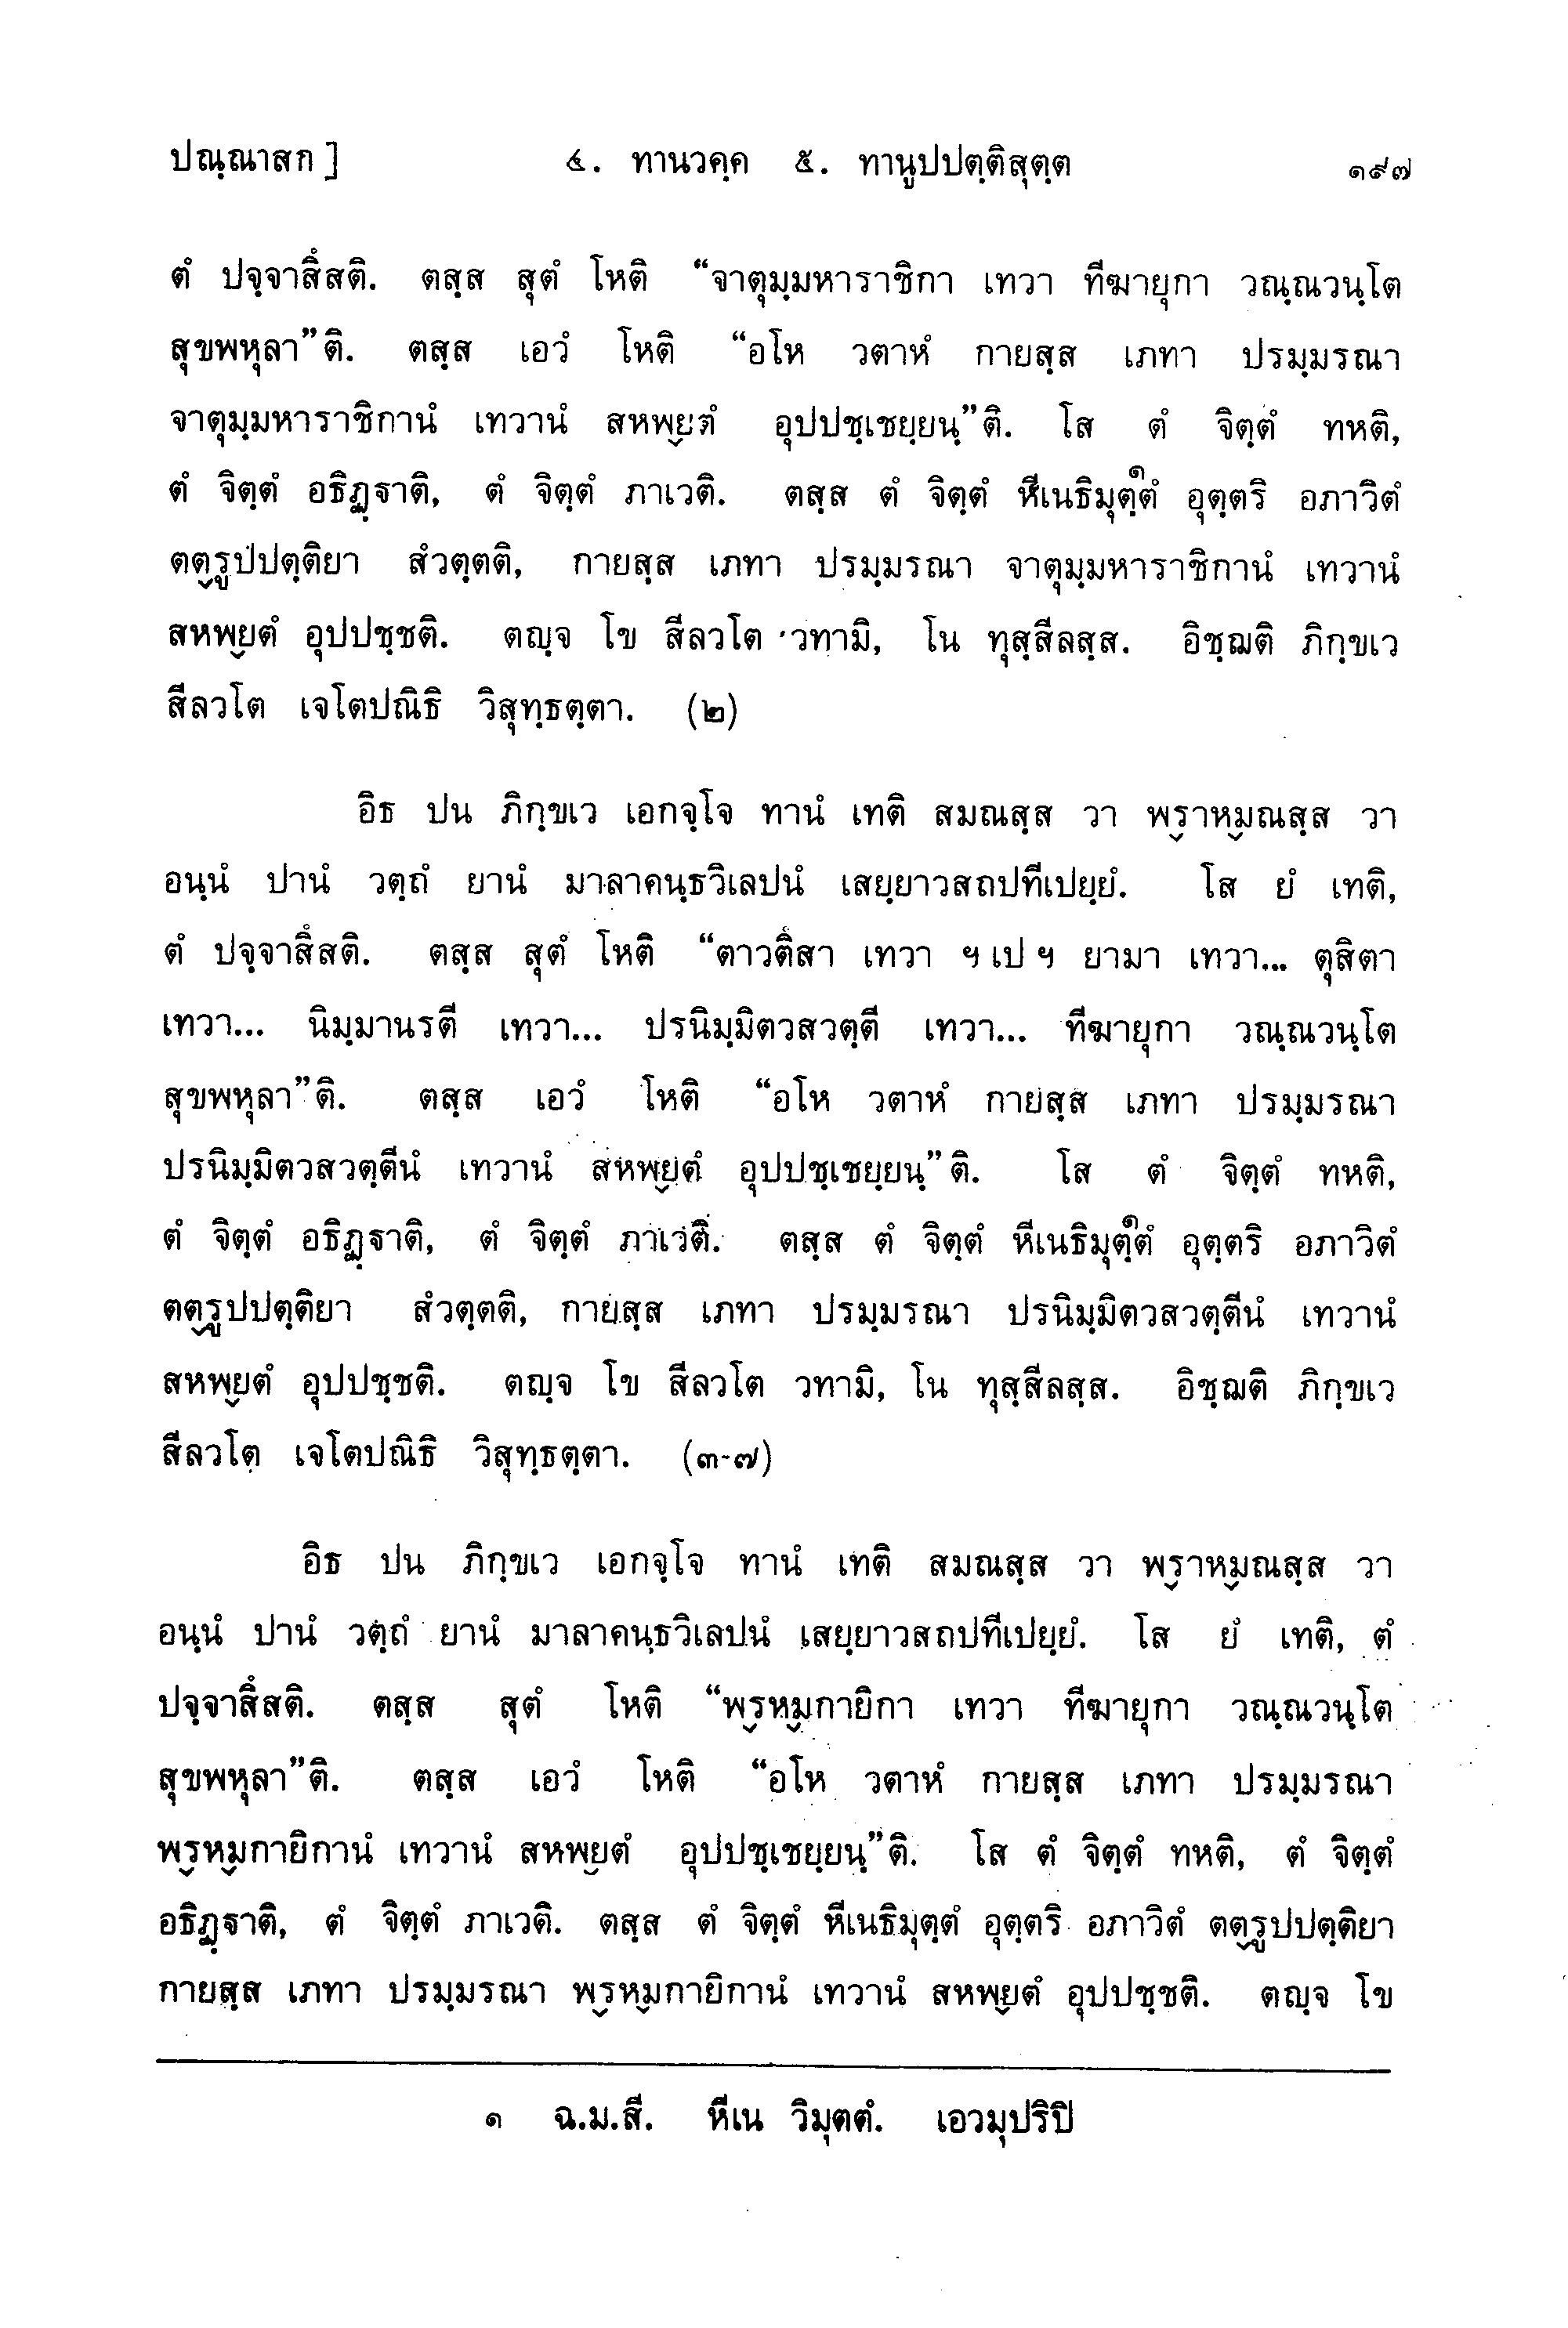 ปณฺณาสก] ๔. ทานวคฺค ๕. ทานูปปตฺติสุตฺต ๑๙๗
ตํ ปจฺจาสึสติ. ตสฺส สุตํ โหติ “จาตุมฺมหาราชิกา เทวา ทีฆายุกา วณฺณวนฺโต
สุขพหุลา”ติ. ตสฺส เอวํ โหติ “อโห วตาหํ กายสฺส เภทา ปรมฺมรณา
จาตุมฺมหาราชิกานํ เทวานํ สหพฺยตํ อุปปชฺเชยฺยนฺ”ติ. โส ตํ จิตฺตํ ทหติ,
ตํ จิตฺตํ อธิฏฺฐาติ, ตํ จิตฺตํ ภาเวติ. ตสฺส ตํ จิตฺตํ หีเนธิมุตฺตํ๑ อุตฺตริ อภาวิตํ
ตตฺรูปปตฺติยา สํวตฺตติ, กายสฺส เภทา ปรมฺมรณา จาตุมฺมหาราชิกานํ เทวานํ
สหพฺยตํ อุปปชฺชติ. ตญฺจ โข สีลวโต วทามิ, โน ทุสฺสีลสฺส. อิชฺฌติ ภิกฺขเว
สีลวโต เจโตปณิธิ วิสุทฺธตฺตา. (๒)
อิธ ปน ภิกฺขเว เอกจฺโจ ทานํ เทติ สมณสฺส วา พฺราหฺมณสฺส วา
อนฺนํ ปานํ วตฺถํ ยานํ มาลาคนฺธวิเลปนํ เสยฺยาวสถปทีเปยฺยํ. โส ยํ เทติ,
ตํ ปจฺจาสึสติ. ตสฺส สุตํ โหติ “ตาวตึสา เทวา ฯ เป ฯ ยามา เทวา... ตุสิตา
เทวา... นิมฺมานรตี เทวา... ปรนิมฺมิตวสวตฺตี เทวา... ทีฆายุกา วณฺณวนฺโต
สุขพหุลา”ติ. ตสฺส เอวํ โหติ “อโห วตาหํ กายสฺส เภทา ปรมฺมรณา
ปรนิมฺมิตวสวตฺตีนํ เทวานํ สหพฺยตํ อุปปชฺเชยฺยนฺ”ติ. โส ตํ จิตฺตํ ทหติ,
ตํ จิตฺตํ อธิฏฺฐาติ, ตํ จิตฺตํ ภาเวติ. ตสฺส ตํ จิตฺตํ หีเนธิมุตฺตํ๑ อุตฺตริ อภาวิตํ
ตตฺรูปปตฺติยา สํวตฺตติ, กายสฺส เภทา ปรมฺมรณา ปรนิมฺมิตวสวตฺตีนํ เทวานํ
สหพฺยตํ อุปปชฺชติ. ตญฺจ โข สีลวโต วทามิ, โน ทุสฺสีลสฺส. อิชฺฌติ ภิกฺขเว
สีลวโต เจโตปณิธิ วิสุทฺธตฺตา. (๓-๗)
อิธ ปน ภิกฺขเว เอกจฺโจ ทานํ เทติ สมณสฺส วา พฺราหฺมณสฺส วา
อนฺนํ ปานํ วตฺถํ ยานํ มาลาคนฺธวิเลปนํ เสยฺยาวสถปทีเปยฺยํ. โส ยํ เทติ, ตํ
ปจฺจาสึสติ. ตสฺส สุตํ โหติ “พฺรหฺมกายิกา เทวา ทีฆายุกา วณฺณวนฺโต
สุขพหุลา”ติ. ตสฺส เอวํ โหติ “อโห วตาหํ กายสฺส เภทา ปรมฺมรณา
พฺรหฺมกายิกานํ เทวานํ สหพฺยตํ อุปปชฺเชยฺยนฺ”ติ. โส ตํ จิตฺตํ ทหติ, ตํ จิตฺตํ
อธิฏฺฐาติ, ตํ จิตฺตํ ภาเวติ. ตสฺส ตํ จิตฺตํ หีเนธิมุตฺตํ อุตฺตริ อภาวิตํ ตตฺรูปปตฺติยา
กายสฺส เภทา ปรมฺมรณา พฺรหฺมกายิกานํ เทวานํ สหพฺยตํ อุปปชฺชติ. ตญฺจ โข
๑ ฉ.ม.สี. หีเน วิมุตตํ. เอวมุปริปิ